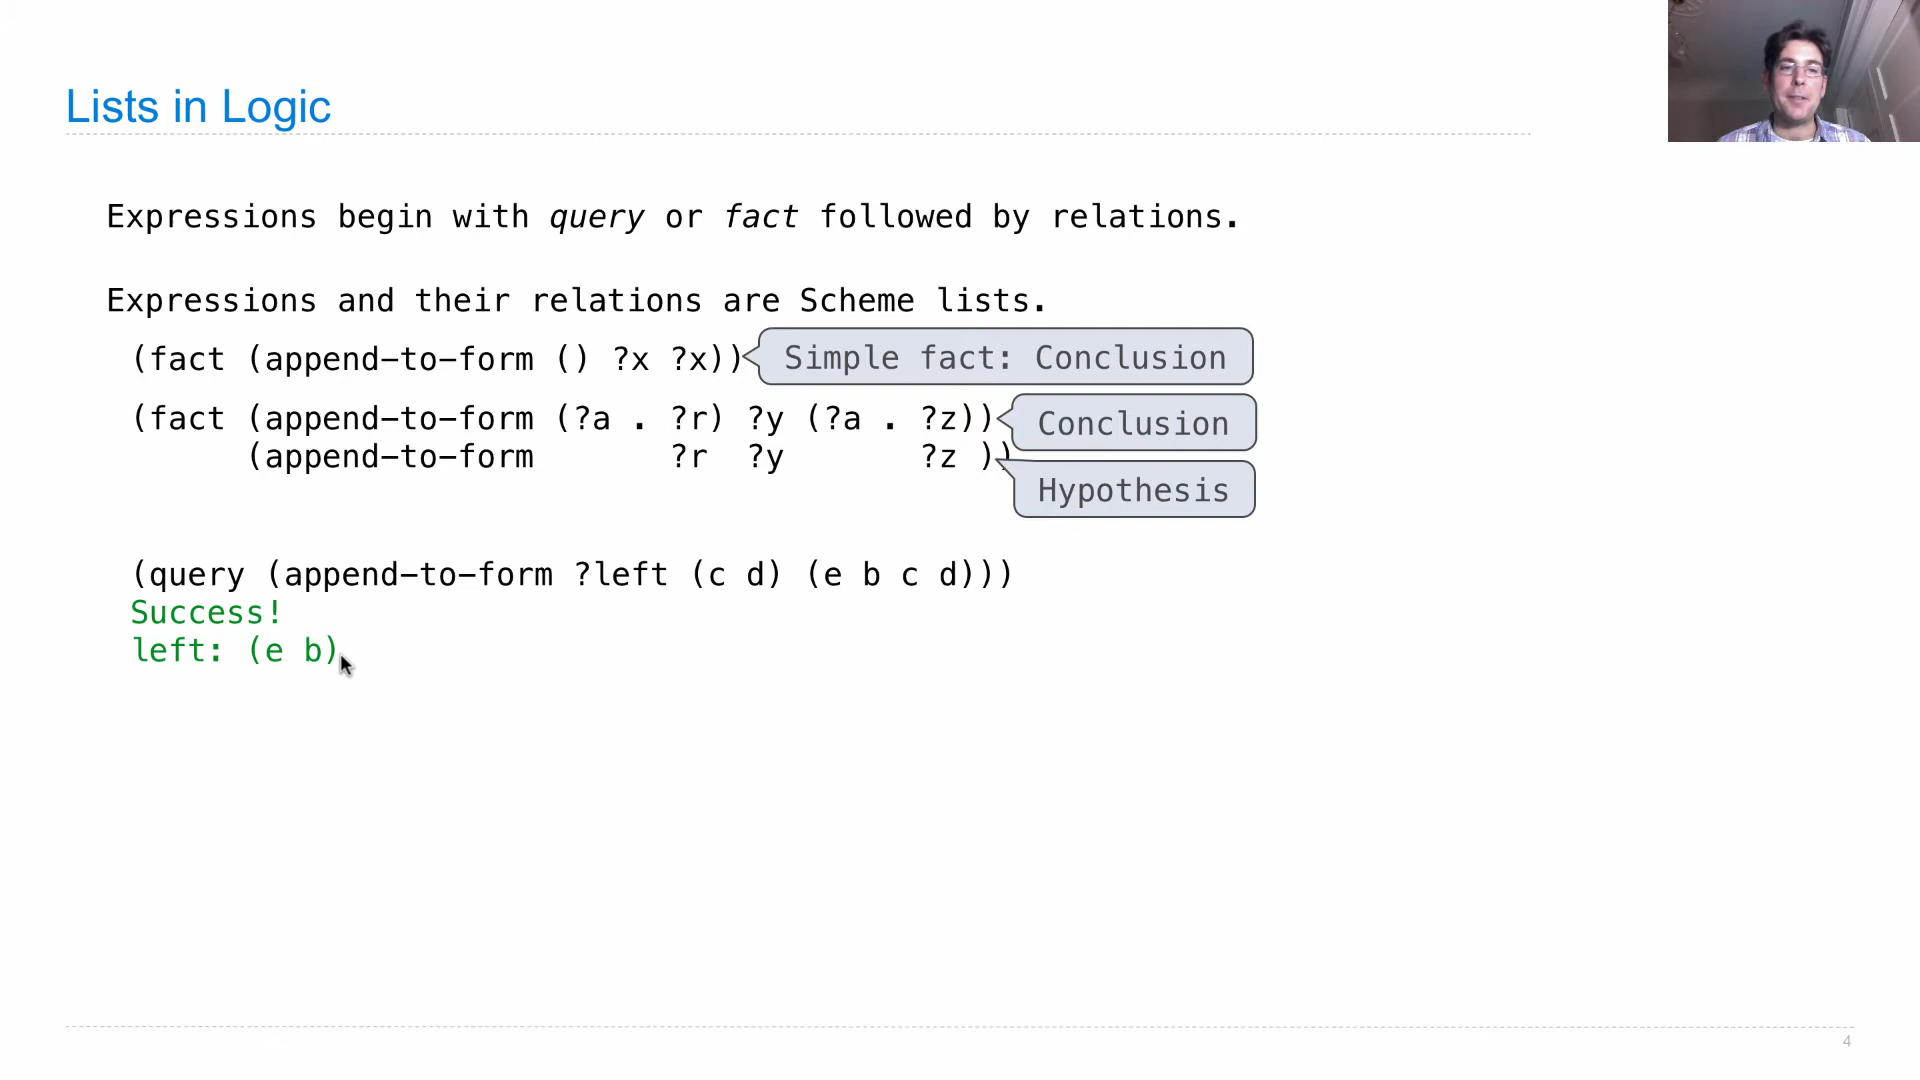 Lists in Logic
Expressions begin with query or fact followed by relations.
Expressions and their relations are Scheme lists.
(fact (append-to-form () ?x ?x))
Simple fact: Conclusion
(fact (append-to-form (?a . ?r) ?y (?a . ?z))
Conclusion
(append-to-form ?r ?y ?z ))
Hypothesis
(query (append-to-form ?left (c d) (e b c d)))
Success!
left: (e b)
4